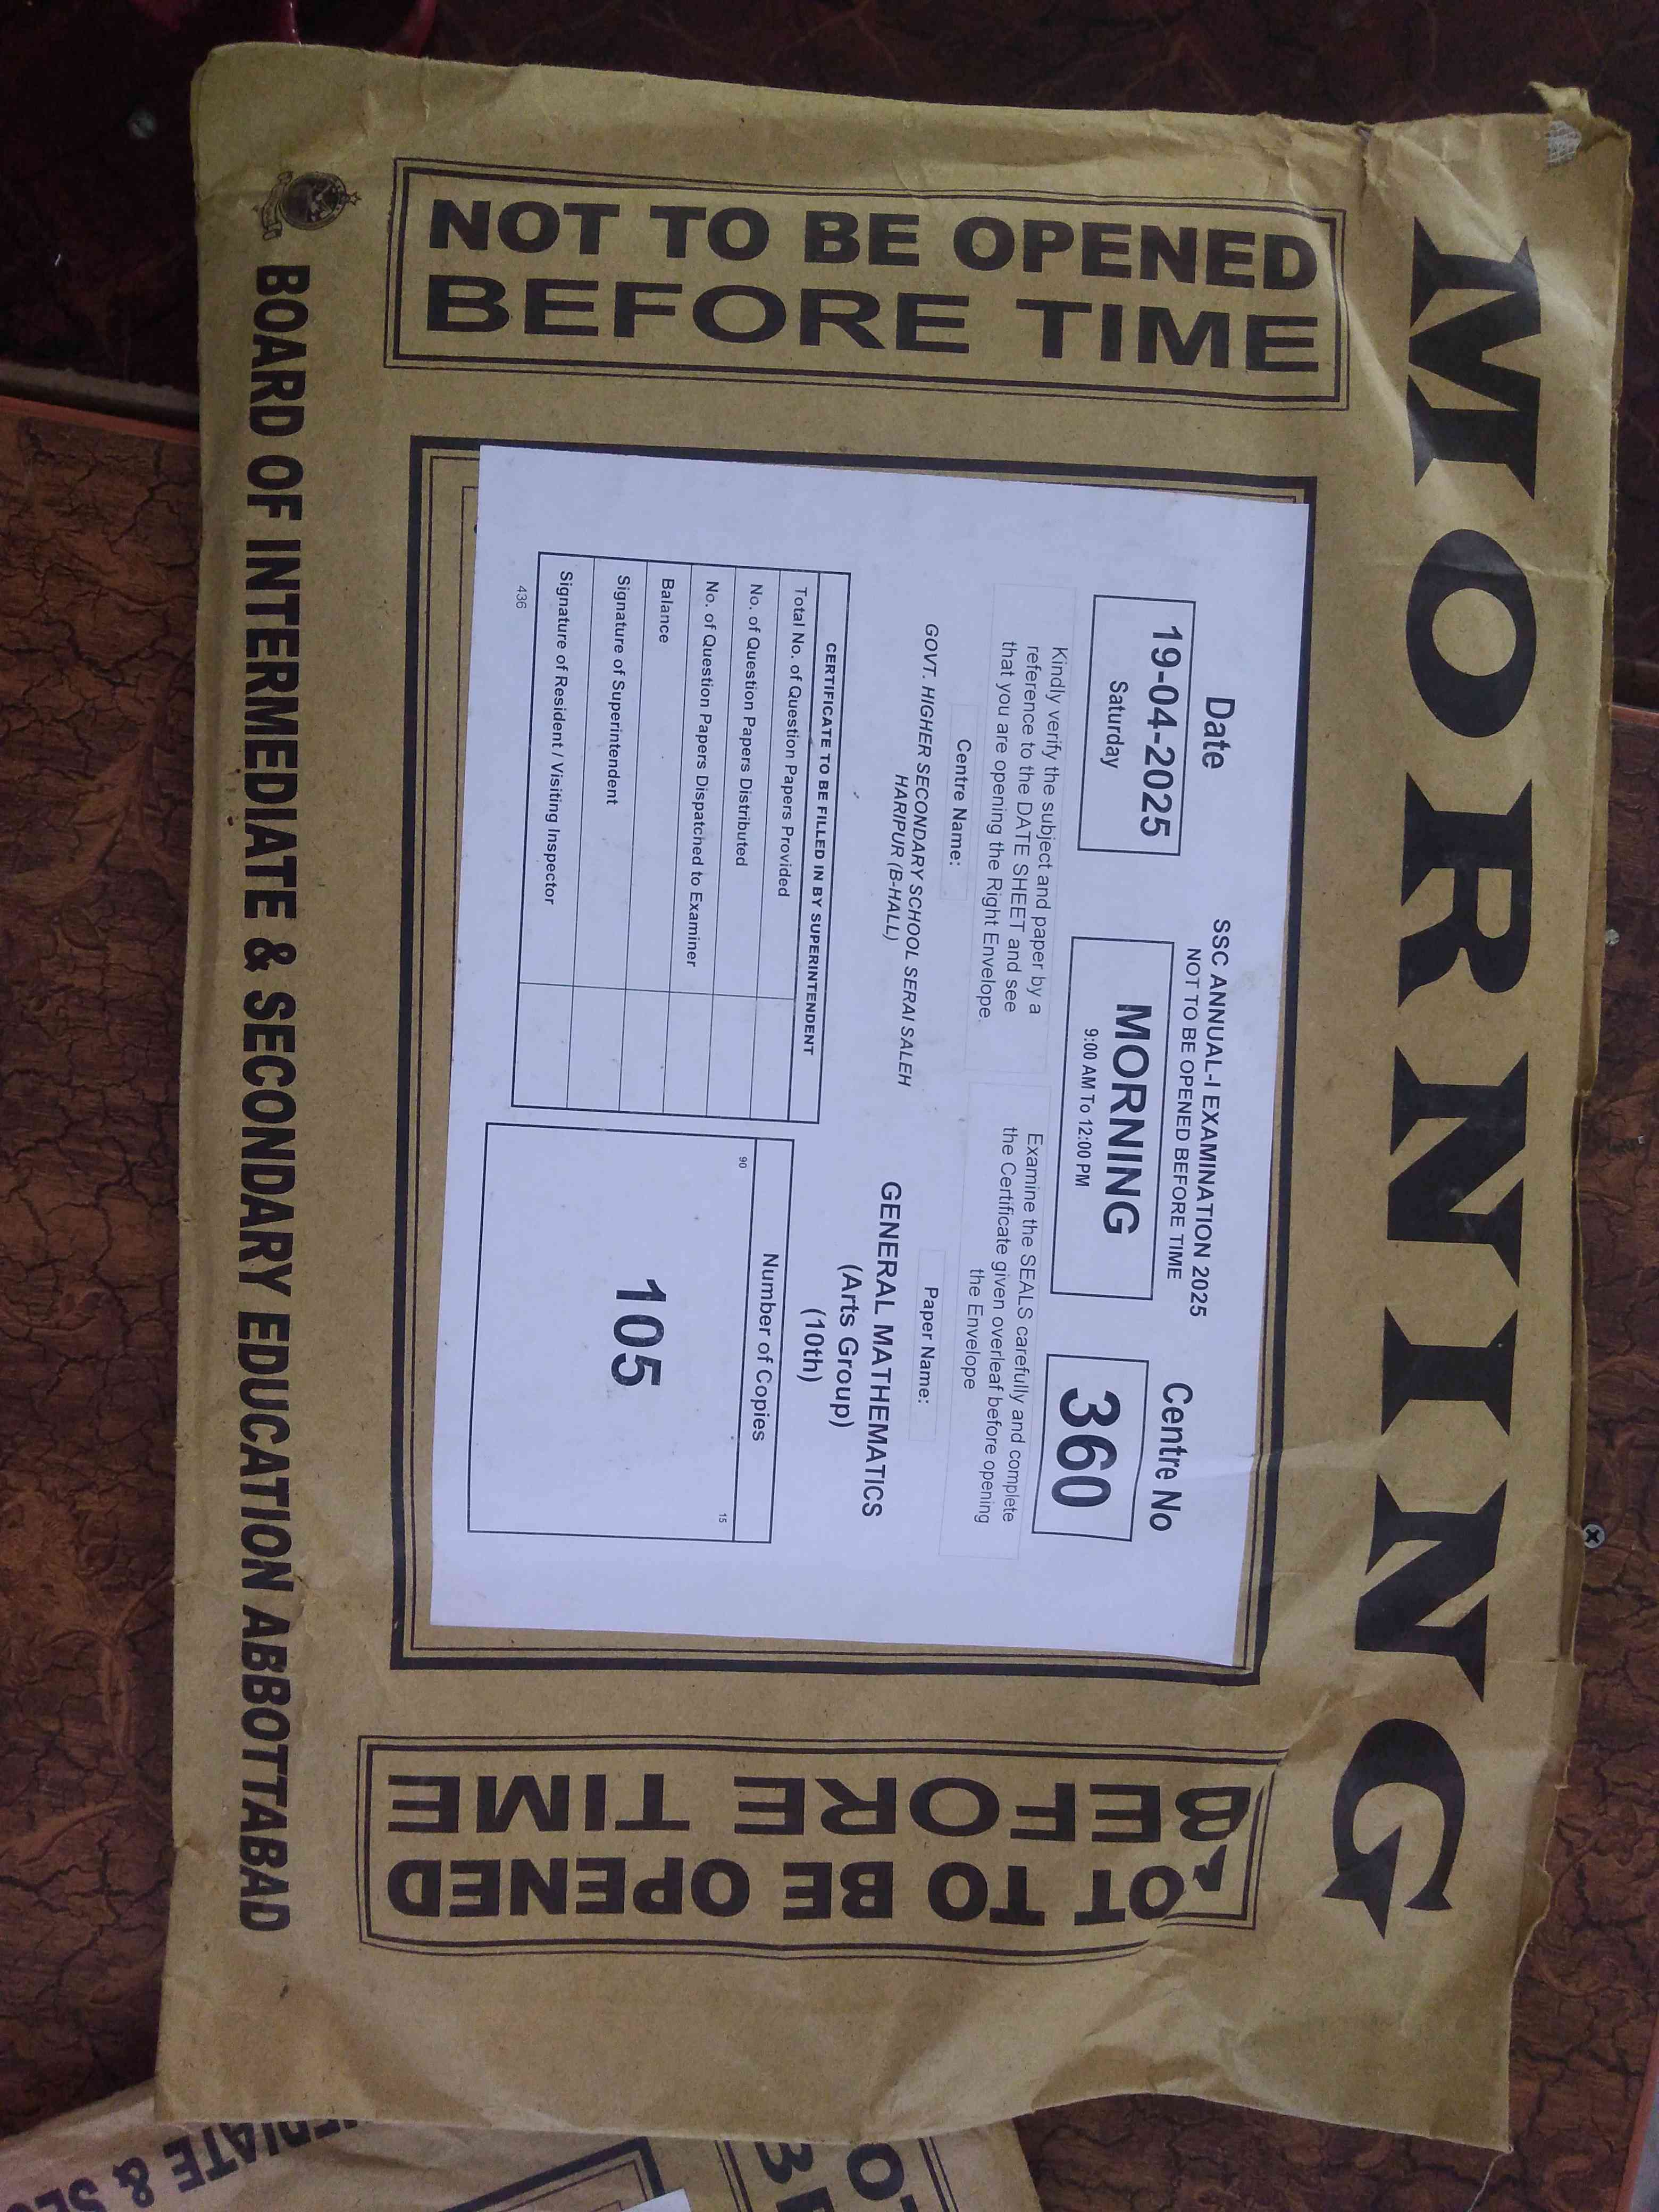 MORNING
NOT TO BE OPENED
BEFORE TIME
Date
19-04-2025
Saturday
SSC ANNUAL-I EXAMINATION 2025
NOT TO BE OPENED BEFORE TIME
MORNING
9:00 AM To 12:00 PM
Centre No
360
Kindly verify the subject and paper by a
reference to the DATE SHEET and see
that you are opening the Right Envelope.
Examine the SEALS carefully and complete
the Certificate given overleaf before opening
the Envelope
Centre Name:
GOVT. HIGHER SECONDARY SCHOOL SERAI SALEH
HARIPUR (B-HALL)
Paper Name:
GENERAL MATHEMATICS
(Arts Group)
(10th)
CERTIFICATE TO BE FILLED IN BY SUPERINTENDENT
Total No. of Question Papers Provided
No. of Question Papers Distributed
No. of Question Papers Dispatched to Examiner
Balance
Signature of Superintendent
Signature of Resident / Visiting Inspector
436
Number of Copies
90
15
105
OT TO BE OPENED
BEFORE TIME
BOARD OF INTERMEDIATE & SECONDARY EDUCATION ABBOTTABAD